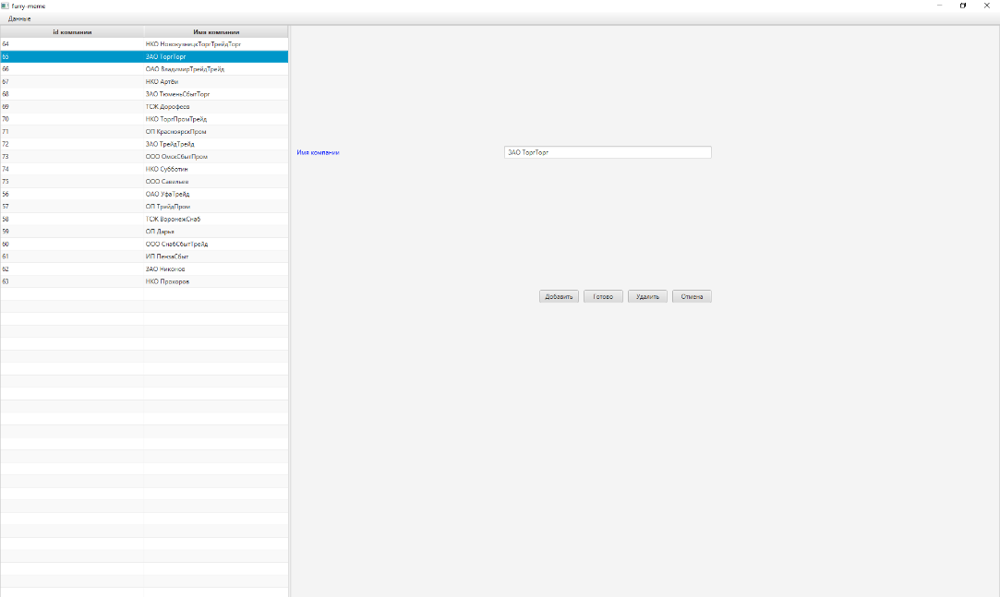 furry-meme
Данные
id компании Имя компании
64 НКО НовокузнецкТоргТрейдТорг
65 ЗАО ТоргТорг
66 ОАО ВладимирТрейдТрейд
67 НКО Артём
68 ЗАО ТюменьСбытТорг
69 ТСЖ Дорофеев
70 НКО ТоргПромТрейд
71 ОП КрасноярскПром
72 ЗАО ТрейдТрейд
73 ООО ОмскСбытПром
74 НКО Субботин
75 ООО Савельев
56 ОАО УфаТрейд
57 ОП ТрейдПром
58 ТСЖ ВоронежСнаб
59 ОП Дарья
60 ООО СнабСбытТрейд
61 ИП ПензаСбыт
62 ЗАО Никонов
63 НКО Прохоров
Имя компании ЗАО ТоргТорг
Добавить Готово Удалить Отмена